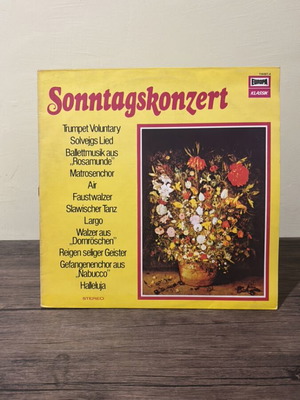 EUROPA
KLASSIK
Sonntagskonzert
Trumpet Voluntary
Solvejgs Lied
Ballettmusik aus
„Rosamunde"
Matrosenchor
Air
Faustwalzer
Slawischer Tanz
Largo
Walzer aus
„Dornröschen"
Reigen seliger Geister
Gefangenenchor aus
„Nabucco"
Halleluja
STEREO